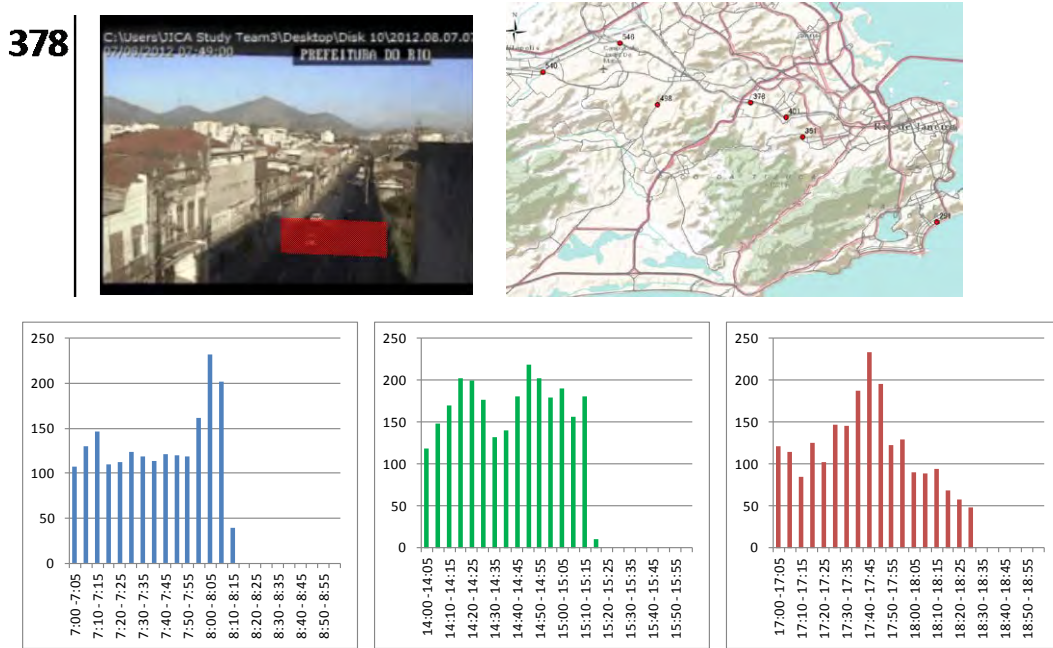 378
C:\Users\JICA Study Team3\Desktop\Disk 10\2012.08.07.07
07/08/2012 07:49:00
PREFEITURA DO RIO
N
546
540
498
378
401
Rio de Janeiro
250
200
150
100
50
0
7:00 -7:05
7:10 - 7:15
7:20 - 7:25
7:30 - 7:35
7:40 - 7:45
7:50 - 7:55
8:00 - 8:05
8:10 - 8:15
8:20 - 8:25
8:30 - 8:35
8:40 - 8:45
8:50 - 8:55
250
200
150
100
50
0
14:00 -14:05
14:10 - 14:15
14:20 - 14:25
14:30 - 14:35
14:40 - 14:45
14:50 - 14:55
15:00 - 15:05
15:10 - 15:15
15:20 - 15:25
15:30 - 15:35
15:40 - 15:45
15:50 - 15:55
250
200
150
100
50
0
17:00 -17:05
17:10 - 17:15
17:20 - 17:25
17:30 - 17:35
17:40 - 17:45
17:50 - 17:55
18:00 - 18:05
18:10 - 18:15
18:20 - 18:25
18:30 - 18:35
18:40 - 18:45
18:50 - 18:55